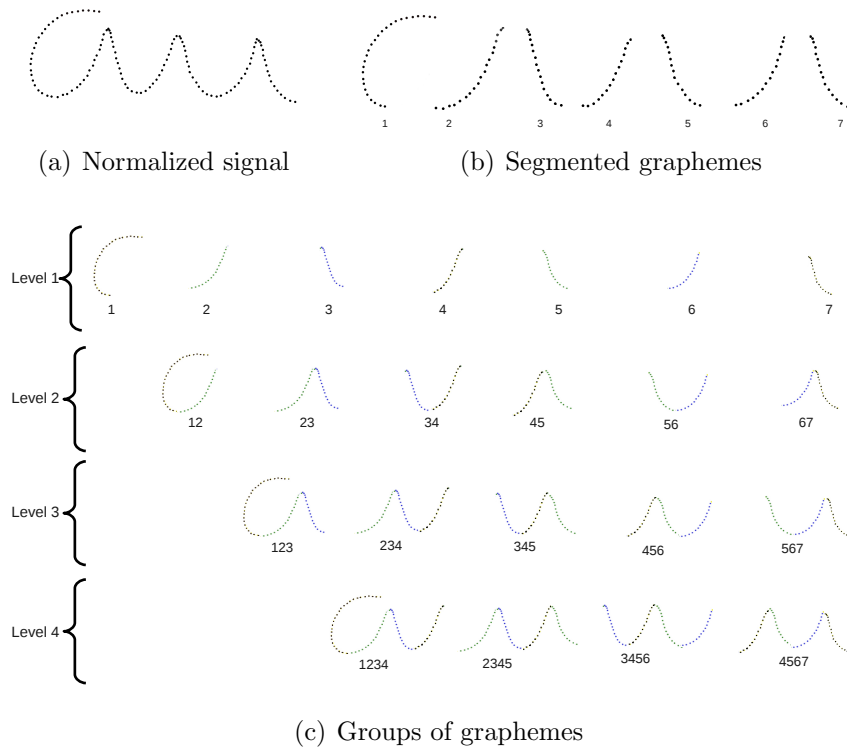 1 2 3 4 5 6 7
(a) Normalized signal (b) Segmented graphemes
Level 1
1 2 3 4 5 6 7
Level 2
12 23 34 45 56 67
Level 3
123 234 345 456 567
Level 4
1234 2345 3456 4567
(c) Groups of graphemes